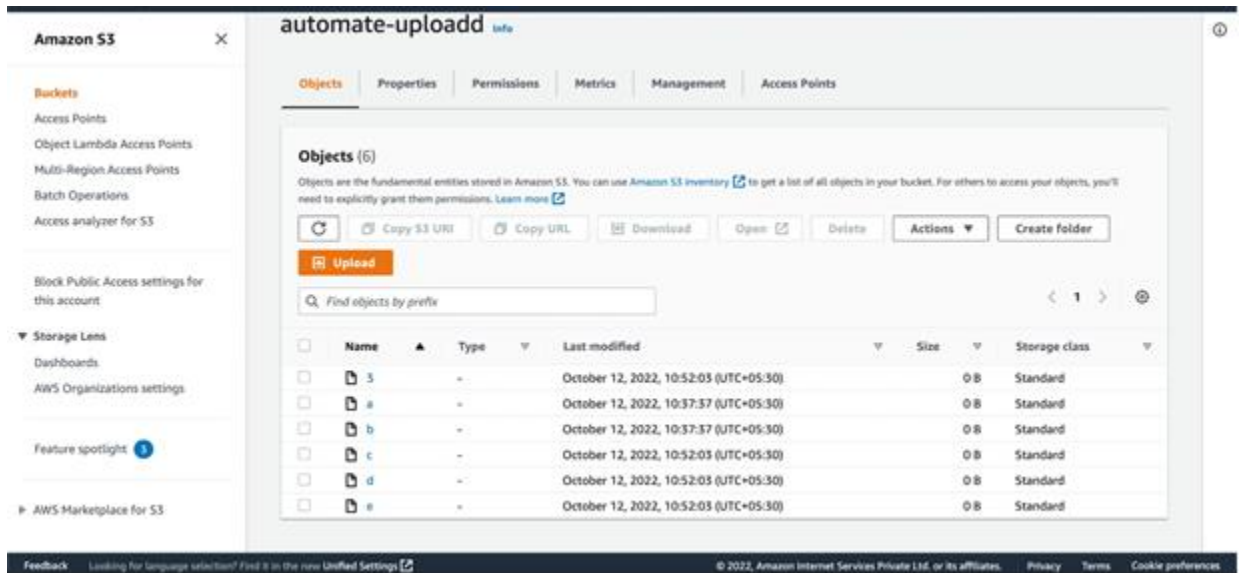 automate-uploadd Info
Amazon S3
Buckets
Access Points
Object Lambda Access Points
Multi-Region Access Points
Batch Operations
Access analyzer for S3
Block Public Access settings for
this account
Storage Lens
Dashboards
AWS Organizations settings
Feature spotlight 3
AWS Marketplace for S3
Objects Properties Permissions Metrics Management Access Points
Objects (6)
Objects are the fundamental entities stored in Amazon S3. You can use Amazon S3 inventory to get a list of all objects in your bucket. For others to access your objects, you'll
need to explicitly grant them permissions. Learn more
Copy S3 URI Copy URL Download Open Delete Actions Create folder
Upload
Find objects by prefix
1
Name Type Last modified Size Storage class
3 - October 12, 2022, 10:52:03 (UTC+05:30) 0 B Standard
a - October 12, 2022, 10:37:37 (UTC+05:30) 0 B Standard
b - October 12, 2022, 10:37:37 (UTC+05:30) 0 B Standard
c - October 12, 2022, 10:52:03 (UTC+05:30) 0 B Standard
d - October 12, 2022, 10:52:03 (UTC+05:30) 0 B Standard
e - October 12, 2022, 10:52:03 (UTC+05:30) 0 B Standard
Feedback Looking for language selection? Find it in the new Unified Settings © 2022, Amazon Internet Services Private Ltd. or its affiliates. Privacy Terms Cookie preferences